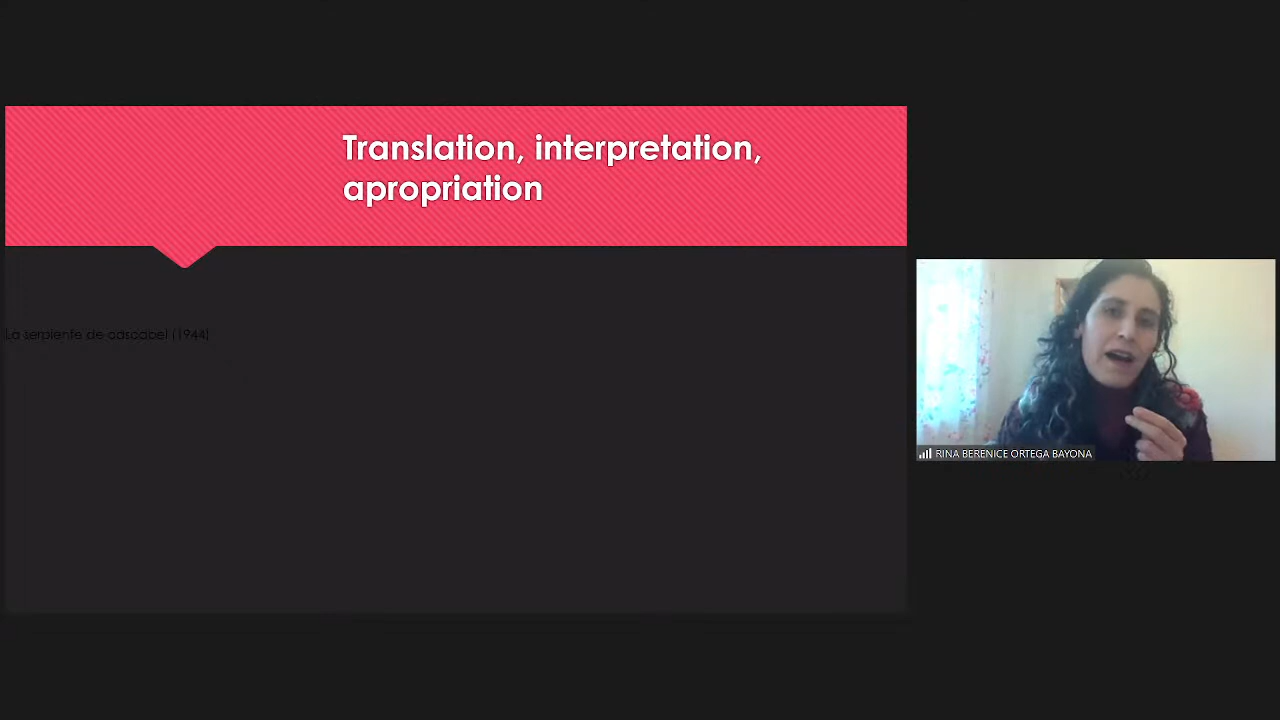 Translation, interpretation,
apropriation
La serpiente de cascabel (1944)
RINA BERENICE ORTEGA BAYONA